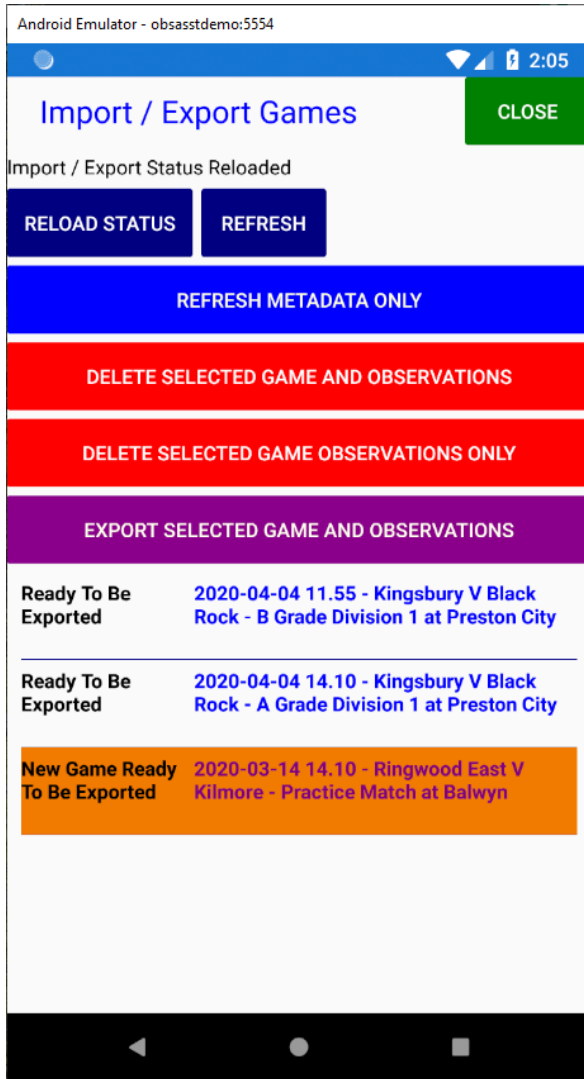 Android Emulator - obsasstdemo:5554
2:05
Import / Export Games
CLOSE
Import / Export Status Reloaded
RELOAD STATUS
REFRESH
REFRESH METADATA ONLY
DELETE SELECTED GAME AND OBSERVATIONS
DELETE SELECTED GAME OBSERVATIONS ONLY
EXPORT SELECTED GAME AND OBSERVATIONS
Ready To Be
Exported
2020-04-04 11.55 - Kingsbury V Black
Rock - B Grade Division 1 at Preston City
Ready To Be
Exported
2020-04-04 14.10 - Kingsbury V Black
Rock - A Grade Division 1 at Preston City
New Game Ready
To Be Exported
2020-03-14 14.10 - Ringwood East V
Kilmore - Practice Match at Balwyn